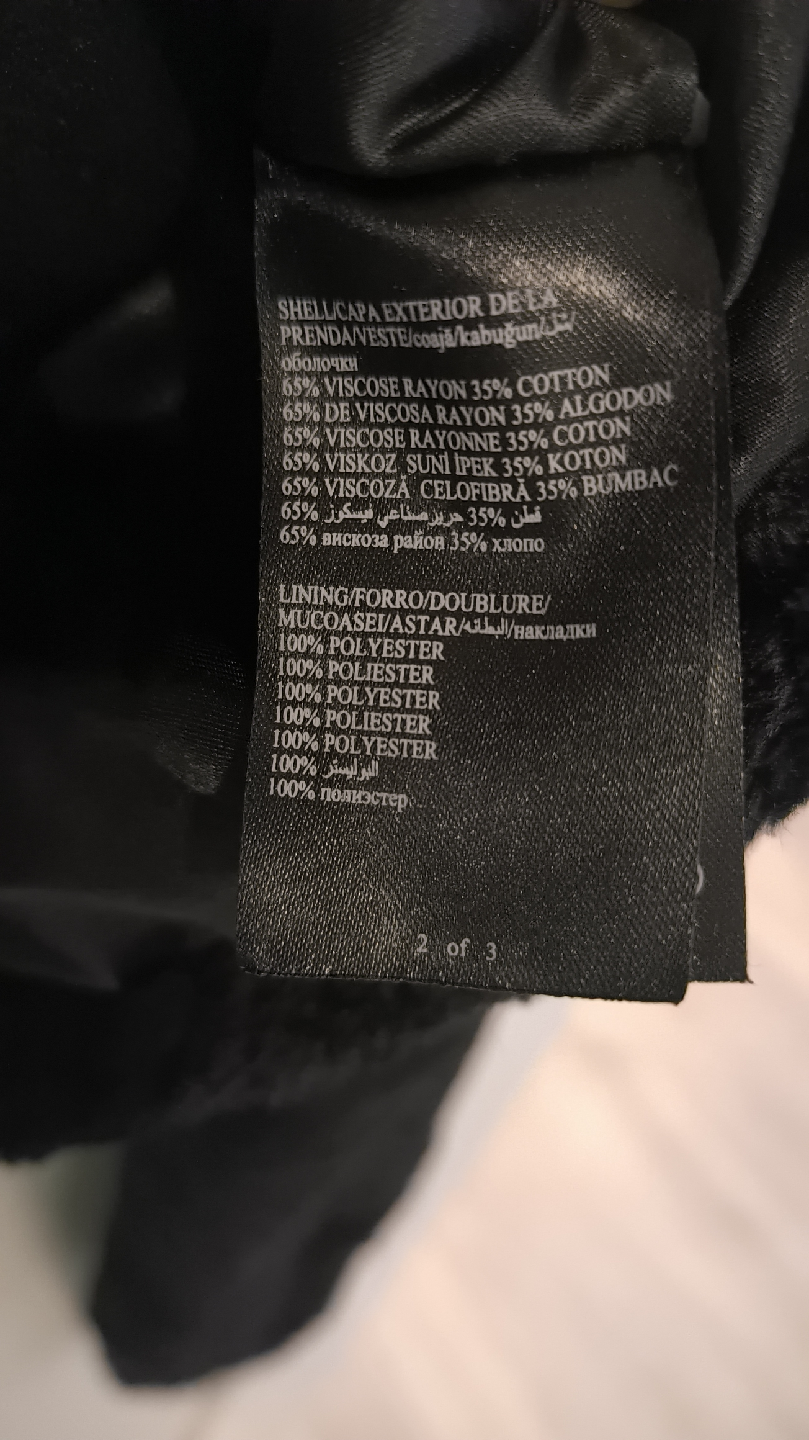 SHELL/CAPA EXTERIOR DE LA
PRENDA/VESTE/coajă/kabuğun/شل/
оболочки
65% VISCOSE RAYON 35% COTTON
65% DE VISCOSA RAYON 35% ALGODON
65% VISCOSE RAYONNE 35% COTON
65% VISKOZ SUNİ İPEK 35% KOTON
65% VISCOZĂ CELOFIBRĂ 35% BUMBAC
65% قطن 35% حرير صناعي فيسكوز
65% вискоза район 35% хлопо
LINING/FORRO/DOUBLURE/
MUCOASEI/ASTAR/البطانه/накладки
100% POLYESTER
100% POLIESTER
100% POLYESTER
100% POLIESTER
100% POLYESTER
100% البوليستر
100% полиэстер
2 of 3